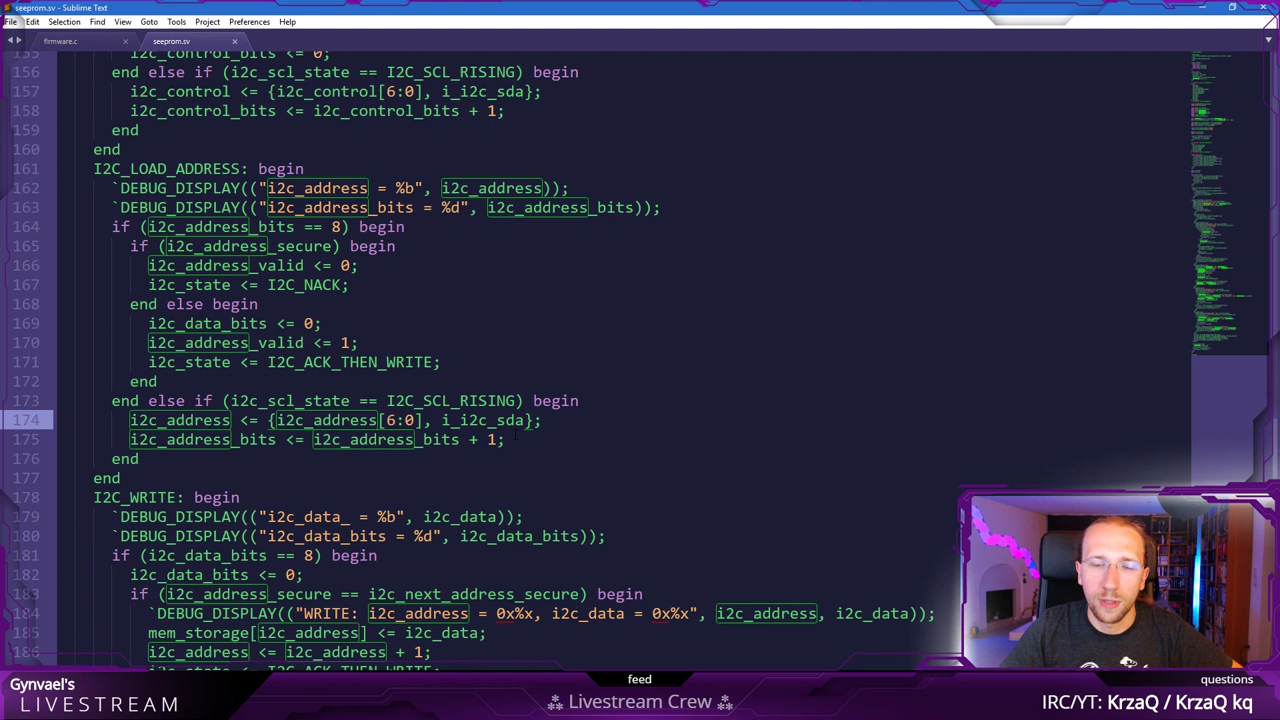 seeprom.sv - Sublime Text
File Edit Selection Find View Goto Tools Project Preferences Help
firmware.c × seeprom.sv ×
155 i2c_control_bits <= 0;
156 end else if (i2c_scl_state == I2C_SCL_RISING) begin
157 i2c_control <= {i2c_control[6:0], i_i2c_sda};
158 i2c_control_bits <= i2c_control_bits + 1;
159 end
160 end
161 I2C_LOAD_ADDRESS: begin
162 `DEBUG_DISPLAY(("i2c_address = %b", i2c_address));
163 `DEBUG_DISPLAY(("i2c_address_bits = %d", i2c_address_bits));
164 if (i2c_address_bits == 8) begin
165 if (i2c_address_secure) begin
166 i2c_address_valid <= 0;
167 i2c_state <= I2C_NACK;
168 end else begin
169 i2c_data_bits <= 0;
170 i2c_address_valid <= 1;
171 i2c_state <= I2C_ACK_THEN_WRITE;
172 end
173 end else if (i2c_scl_state == I2C_SCL_RISING) begin
174 i2c_address <= {i2c_address[6:0], i_i2c_sda};
175 i2c_address_bits <= i2c_address_bits + 1;
176 end
177 end
178 I2C_WRITE: begin
179 `DEBUG_DISPLAY(("i2c_data_ = %b", i2c_data));
180 `DEBUG_DISPLAY(("i2c_data_bits = %d", i2c_data_bits));
181 if (i2c_data_bits == 8) begin
182 i2c_data_bits <= 0;
183 if (i2c_address_secure == i2c_next_address_secure) begin
184 `DEBUG_DISPLAY(("WRITE: i2c_address = 0x%x, i2c_data = 0x%x", i2c_address, i2c_data));
185 mem_storage[i2c_address] <= i2c_data;
186 i2c_address <= i2c_address + 1;
i2c_state <= I2C_ACK_THEN_WRITE;
Gynvael's
LIVESTREAM
feed
Livestream Crew
questions
IRC/YT: KrzaQ / KrzaQ kq